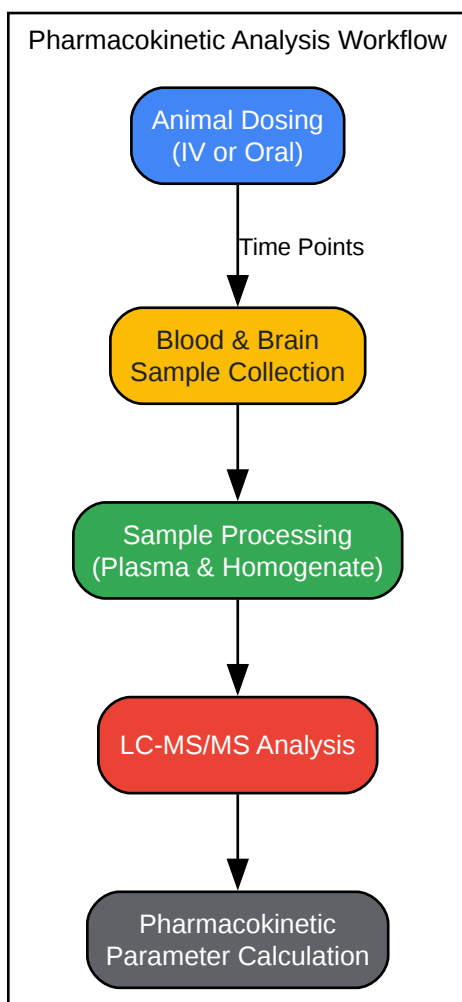 Pharmacokinetic Analysis Workflow
Animal Dosing
(IV or Oral)
Time Points
Blood & Brain
Sample Collection
Sample Processing
(Plasma & Homogenate)
LC-MS/MS Analysis
Pharmacokinetic
Parameter Calculation